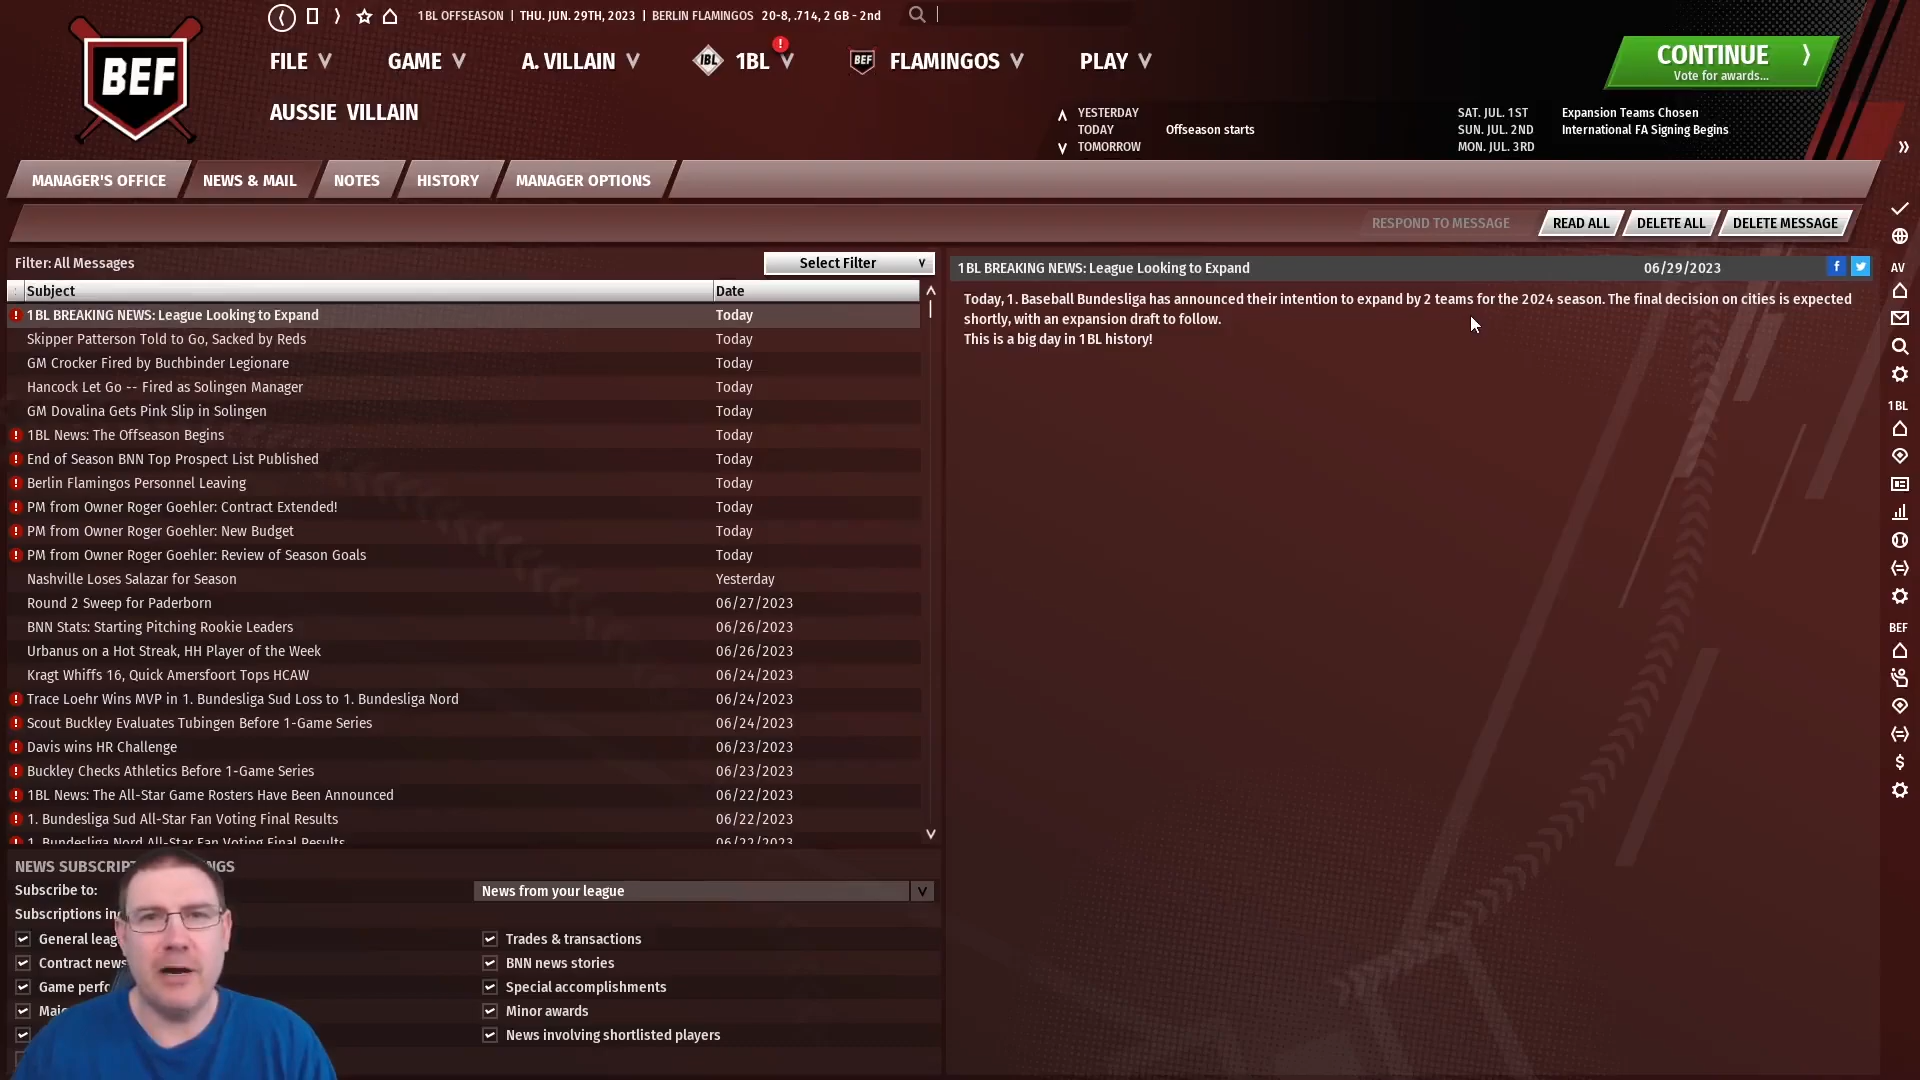 1BL OFFSEASON | THU. JUN. 29TH, 2023 | BERLIN FLAMINGOS 20-8, .714, 2 GB - 2nd
BEF
FILE GAME A. VILLAIN 1BL FLAMINGOS PLAY
CONTINUE
Vote for awards...
AUSSIE VILLAIN
YESTERDAY SAT. JUL. 1ST Expansion Teams Chosen
TODAY Offseason starts SUN. JUL. 2ND International FA Signing Begins
TOMORROW MON. JUL. 3RD
MANAGER'S OFFICE NEWS & MAIL NOTES HISTORY MANAGER OPTIONS
RESPOND TO MESSAGE READ ALL DELETE ALL DELETE MESSAGE
Filter: All Messages Select Filter
Subject Date
1BL BREAKING NEWS: League Looking to Expand Today
Skipper Patterson Told to Go, Sacked by Reds Today
GM Crocker Fired by Buchbinder Legionare Today
Hancock Let Go -- Fired as Solingen Manager Today
GM Dovalina Gets Pink Slip in Solingen Today
1BL News: The Offseason Begins Today
End of Season BNN Top Prospect List Published Today
Berlin Flamingos Personnel Leaving Today
PM from Owner Roger Goehler: Contract Extended! Today
PM from Owner Roger Goehler: New Budget Today
PM from Owner Roger Goehler: Review of Season Goals Today
Nashville Loses Salazar for Season Yesterday
Round 2 Sweep for Paderborn 06/27/2023
BNN Stats: Starting Pitching Rookie Leaders 06/26/2023
Urbanus on a Hot Streak, HH Player of the Week 06/26/2023
Kragt Whiffs 16, Quick Amersfoort Tops HCAW 06/24/2023
Trace Loehr Wins MVP in 1. Bundesliga Sud Loss to 1. Bundesliga Nord 06/24/2023
Scout Buckley Evaluates Tubingen Before 1-Game Series 06/24/2023
Davis wins HR Challenge 06/23/2023
Buckley Checks Athletics Before 1-Game Series 06/23/2023
1BL News: The All-Star Game Rosters Have Been Announced 06/22/2023
1. Bundesliga Sud All-Star Fan Voting Final Results 06/22/2023
1. Bundesliga Nord All-Star Fan Voting Final Results 06/22/2023
1BL BREAKING NEWS: League Looking to Expand 06/29/2023
Today, 1. Baseball Bundesliga has announced their intention to expand by 2 teams for the 2024 season. The final decision on cities is expected
shortly, with an expansion draft to follow.
This is a big day in 1BL history!
NEWS
Subscribe to: News from your league
Subscriptions
General Trades & transactions
Contract news BNN news stories
Game Special accomplishments
Minor awards
News involving shortlisted players
AV
1BL
BEF